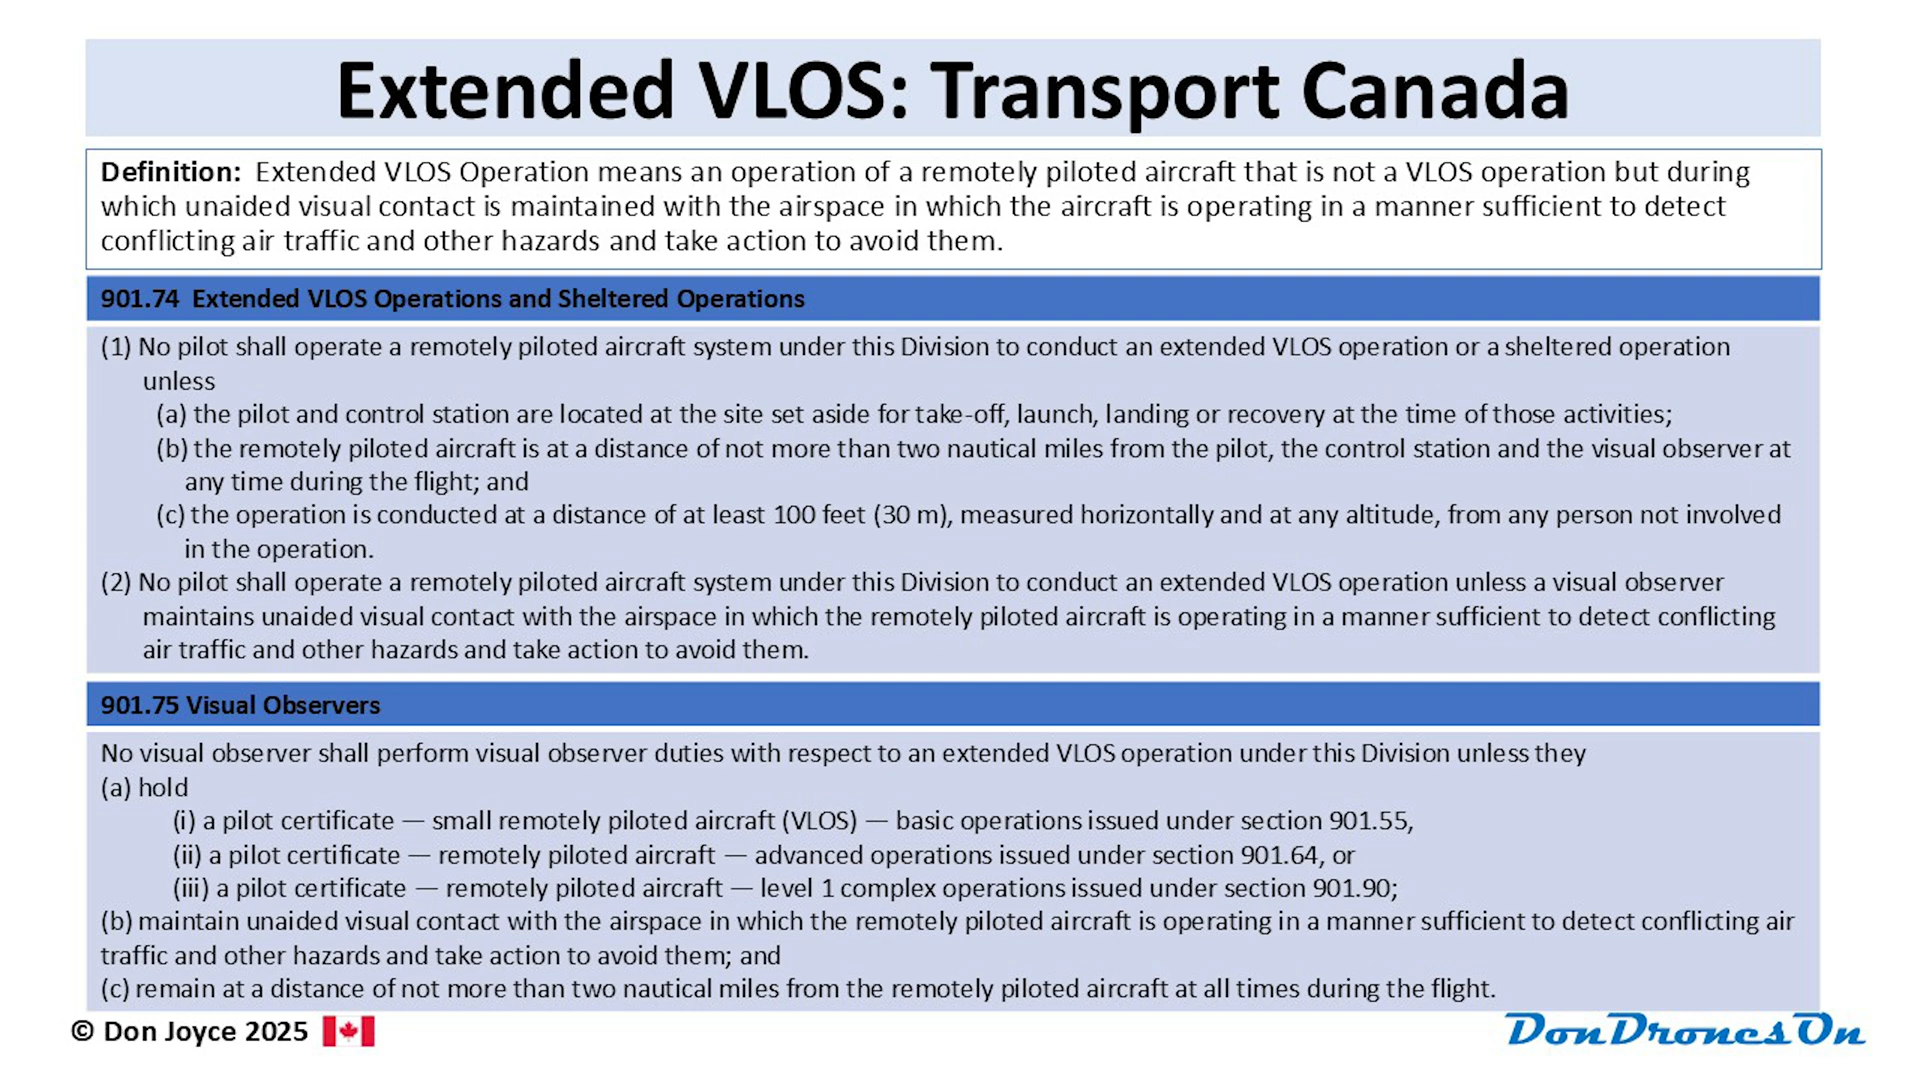 Extended VLOS: Transport Canada
Definition: Extended VLOS Operation means an operation of a remotely piloted aircraft that is not a VLOS operation but during
which unaided visual contact is maintained with the airspace in which the aircraft is operating in a manner sufficient to detect
conflicting air traffic and other hazards and take action to avoid them.
901.74 Extended VLOS Operations and Sheltered Operations
(1) No pilot shall operate a remotely piloted aircraft system under this Division to conduct an extended VLOS operation or a sheltered operation
unless
(a) the pilot and control station are located at the site set aside for take-off, launch, landing or recovery at the time of those activities;
(b) the remotely piloted aircraft is at a distance of not more than two nautical miles from the pilot, the control station and the visual observer at
any time during the flight; and
(c) the operation is conducted at a distance of at least 100 feet (30 m), measured horizontally and at any altitude, from any person not involved
in the operation.
(2) No pilot shall operate a remotely piloted aircraft system under this Division to conduct an extended VLOS operation unless a visual observer
maintains unaided visual contact with the airspace in which the remotely piloted aircraft is operating in a manner sufficient to detect conflicting
air traffic and other hazards and take action to avoid them.
901.75 Visual Observers
No visual observer shall perform visual observer duties with respect to an extended VLOS operation under this Division unless they
(a) hold
(i) a pilot certificate — small remotely piloted aircraft (VLOS) — basic operations issued under section 901.55,
(ii) a pilot certificate — remotely piloted aircraft — advanced operations issued under section 901.64, or
(iii) a pilot certificate — remotely piloted aircraft — level 1 complex operations issued under section 901.90;
(b) maintain unaided visual contact with the airspace in which the remotely piloted aircraft is operating in a manner sufficient to detect conflicting air
traffic and other hazards and take action to avoid them; and
(c) remain at a distance of not more than two nautical miles from the remotely piloted aircraft at all times during the flight.
© Don Joyce 2025
DonDronesOn